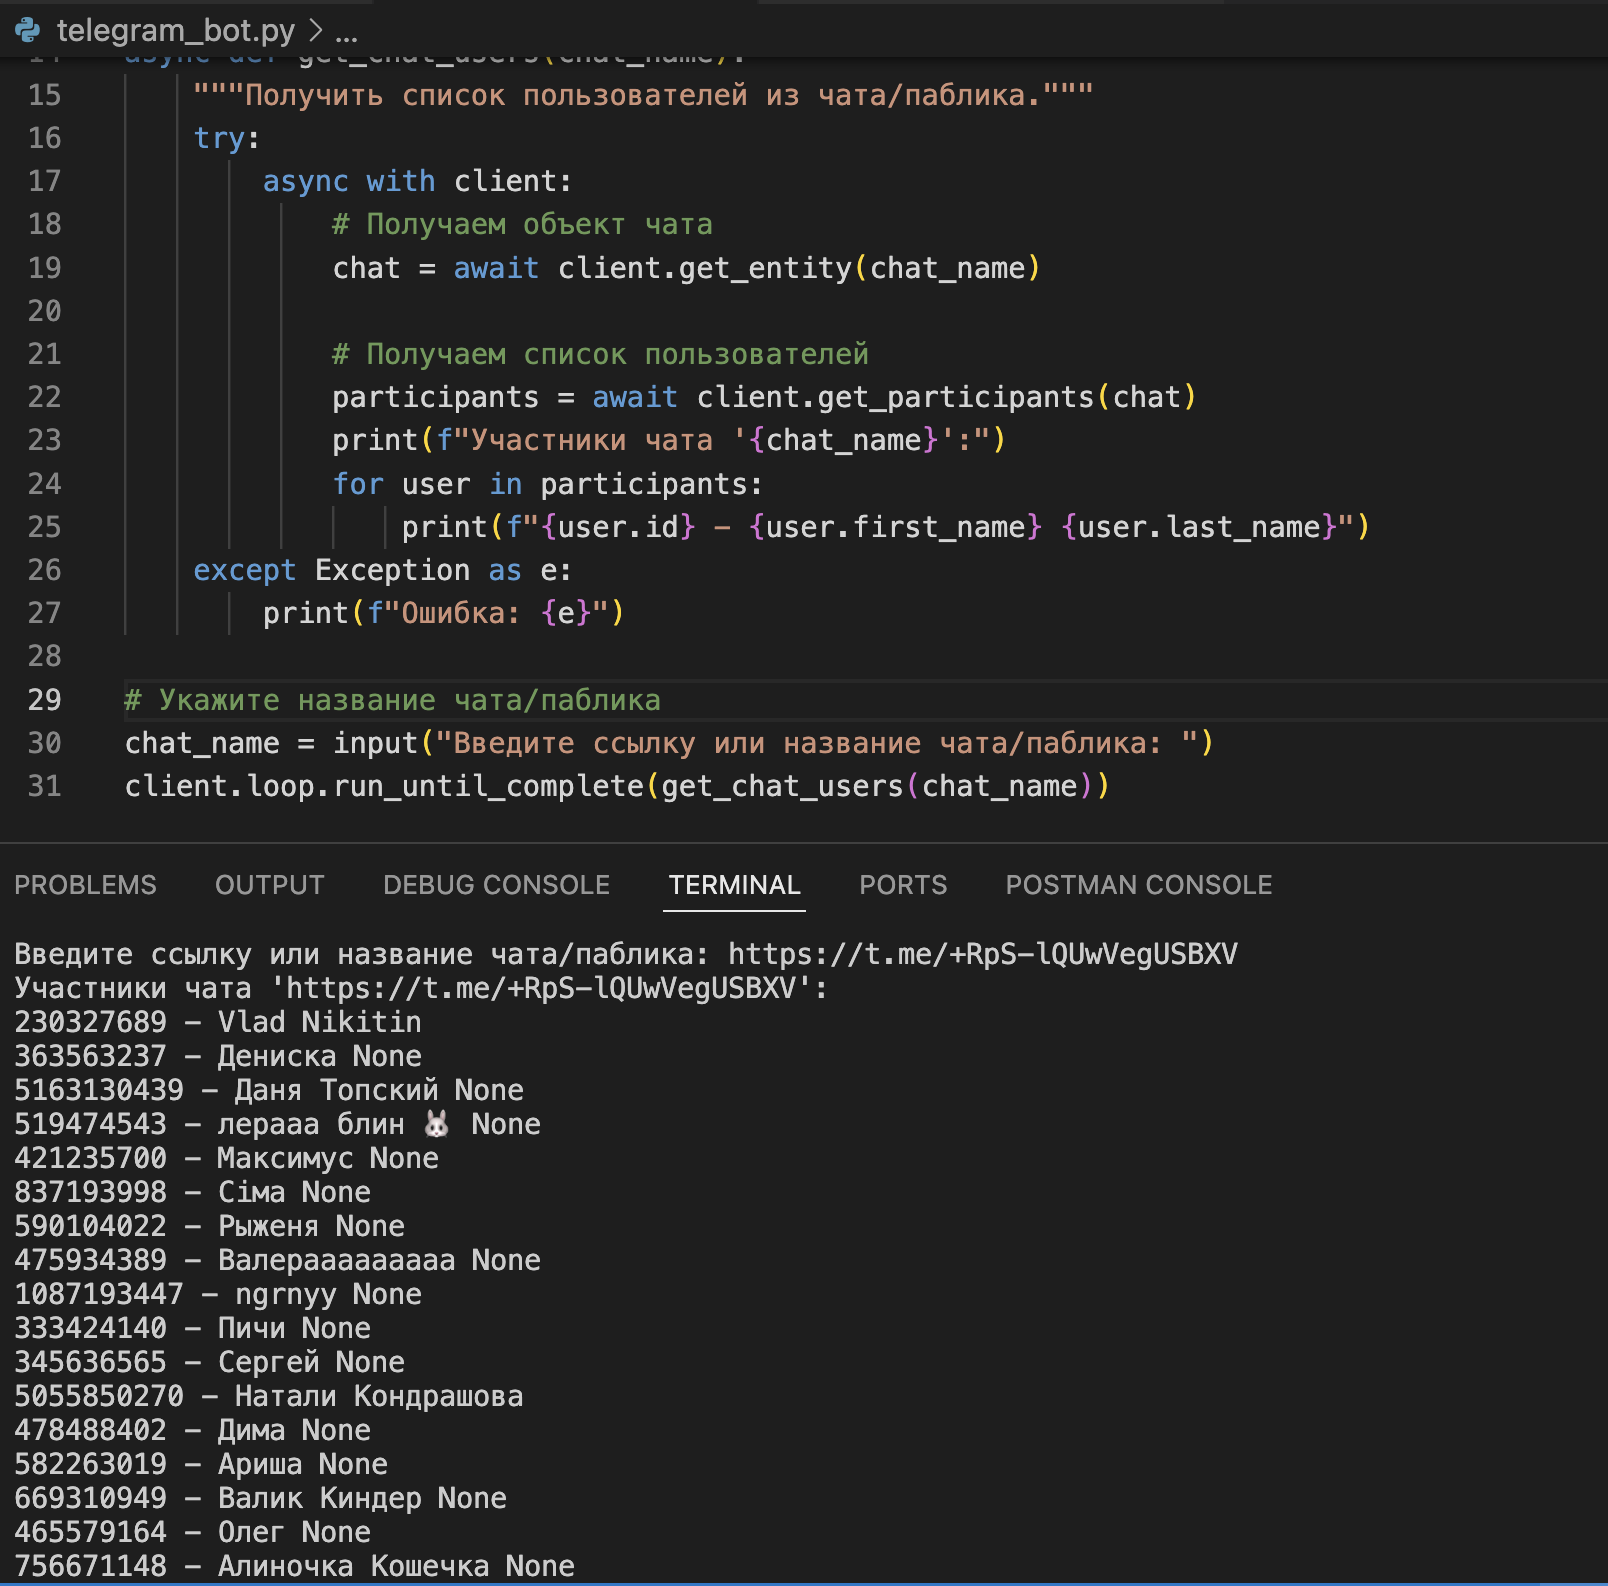 telegram_bot.py > ...
14 async def get_chat_users(chat_name):
15 """Получить список пользователей из чата/паблика."""
16 try:
17 async with client:
18 # Получаем объект чата
19 chat = await client.get_entity(chat_name)
20
21 # Получаем список пользователей
22 participants = await client.get_participants(chat)
23 print(f"Участники чата '{chat_name}':")
24 for user in participants:
25 print(f"{user.id} - {user.first_name} {user.last_name}")
26 except Exception as e:
27 print(f"Ошибка: {e}")
28
29 # Укажите название чата/паблика
30 chat_name = input("Введите ссылку или название чата/паблика: ")
31 client.loop.run_until_complete(get_chat_users(chat_name))
PROBLEMS OUTPUT DEBUG CONSOLE TERMINAL PORTS POSTMAN CONSOLE
Введите ссылку или название чата/паблика: https://t.me/+RpS-lQUwVegUSBXV
Участники чата 'https://t.me/+RpS-lQUwVegUSBXV':
230327689 - Vlad Nikitin
363563237 - Дениска None
5163130439 - Даня Топский None
519474543 - лерааа блин 🐰 None
421235700 - Максимус None
837193998 - Сіма None
590104022 - Рыженя None
475934389 - Валерааааааааа None
1087193447 - ngrnyy None
333424140 - Пичи None
345636565 - Сергей None
5055850270 - Натали Кондрашова
478488402 - Дима None
582263019 - Ариша None
669310949 - Валик Киндер None
465579164 - Олег None
756671148 - Алиночка Кошечка None